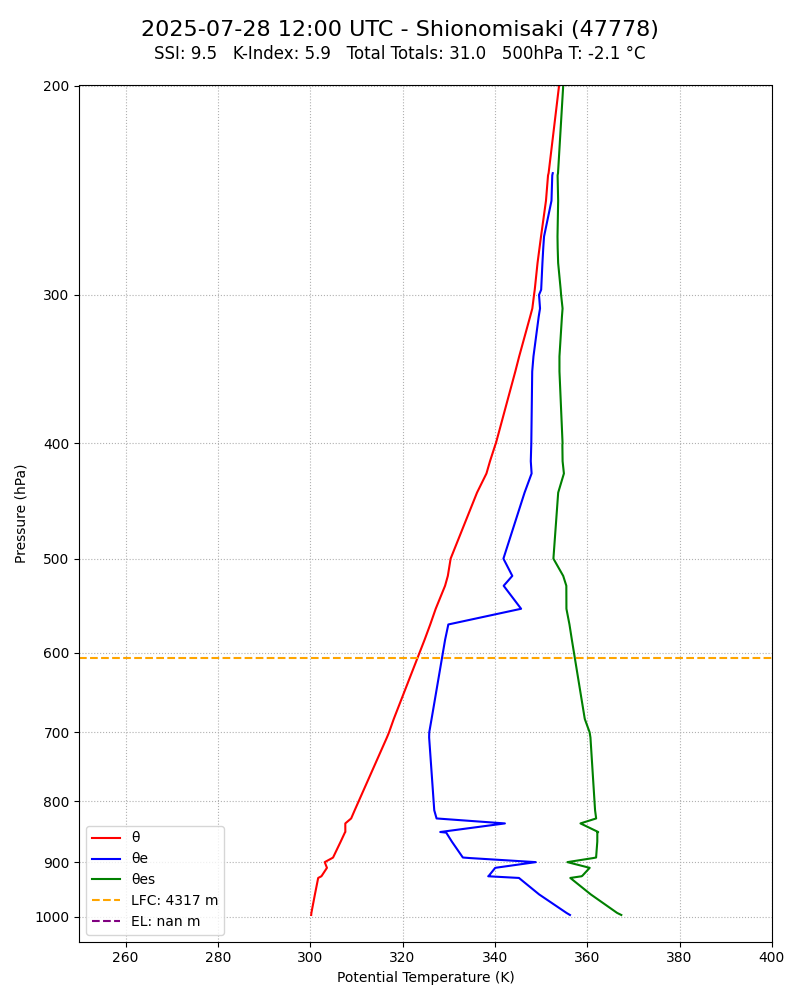 2025-07-28 12:00 UTC - Shionomisaki (47778)
SSI: 9.5   K-Index: 5.9   Total Totals: 31.0   500hPa T: -2.1 °C
200
300
400
500
600
700
800
900
1000
Pressure (hPa)
θ
θe
θes
LFC: 4317 m
EL: nan m
260 280 300 320 340 360 380 400
Potential Temperature (K)